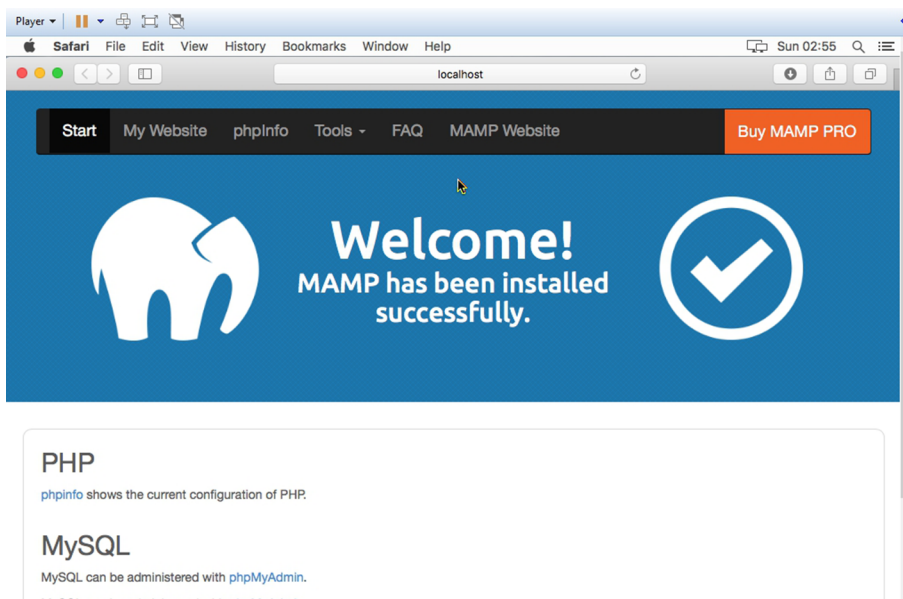 Player
Safari File Edit View History Bookmarks Window Help Sun 02:55
localhost
Start My Website phpInfo Tools FAQ MAMP Website Buy MAMP PRO
Welcome!
MAMP has been installed
successfully.
PHP
phpinfo shows the current configuration of PHP.
MySQL
MySQL can be administered with phpMyAdmin.